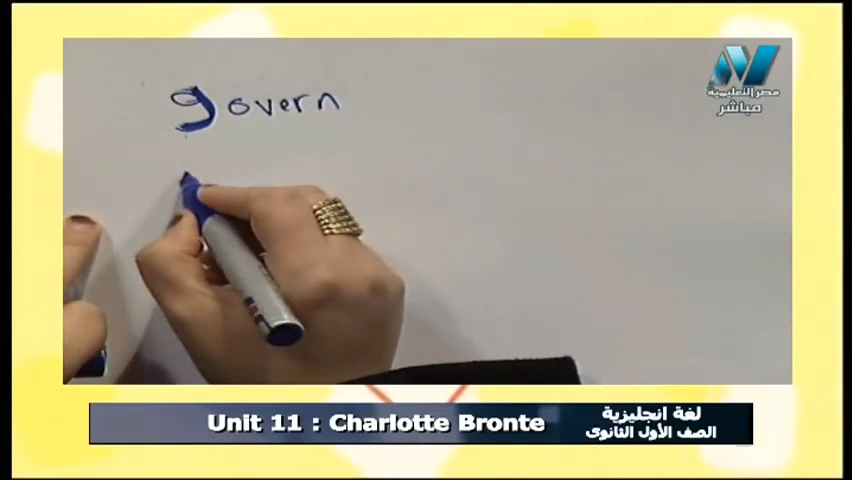 govern
مصر التعليمية
مباشر
Unit 11 : Charlotte Bronte
لغة انجليزية
الصف الأول الثانوى